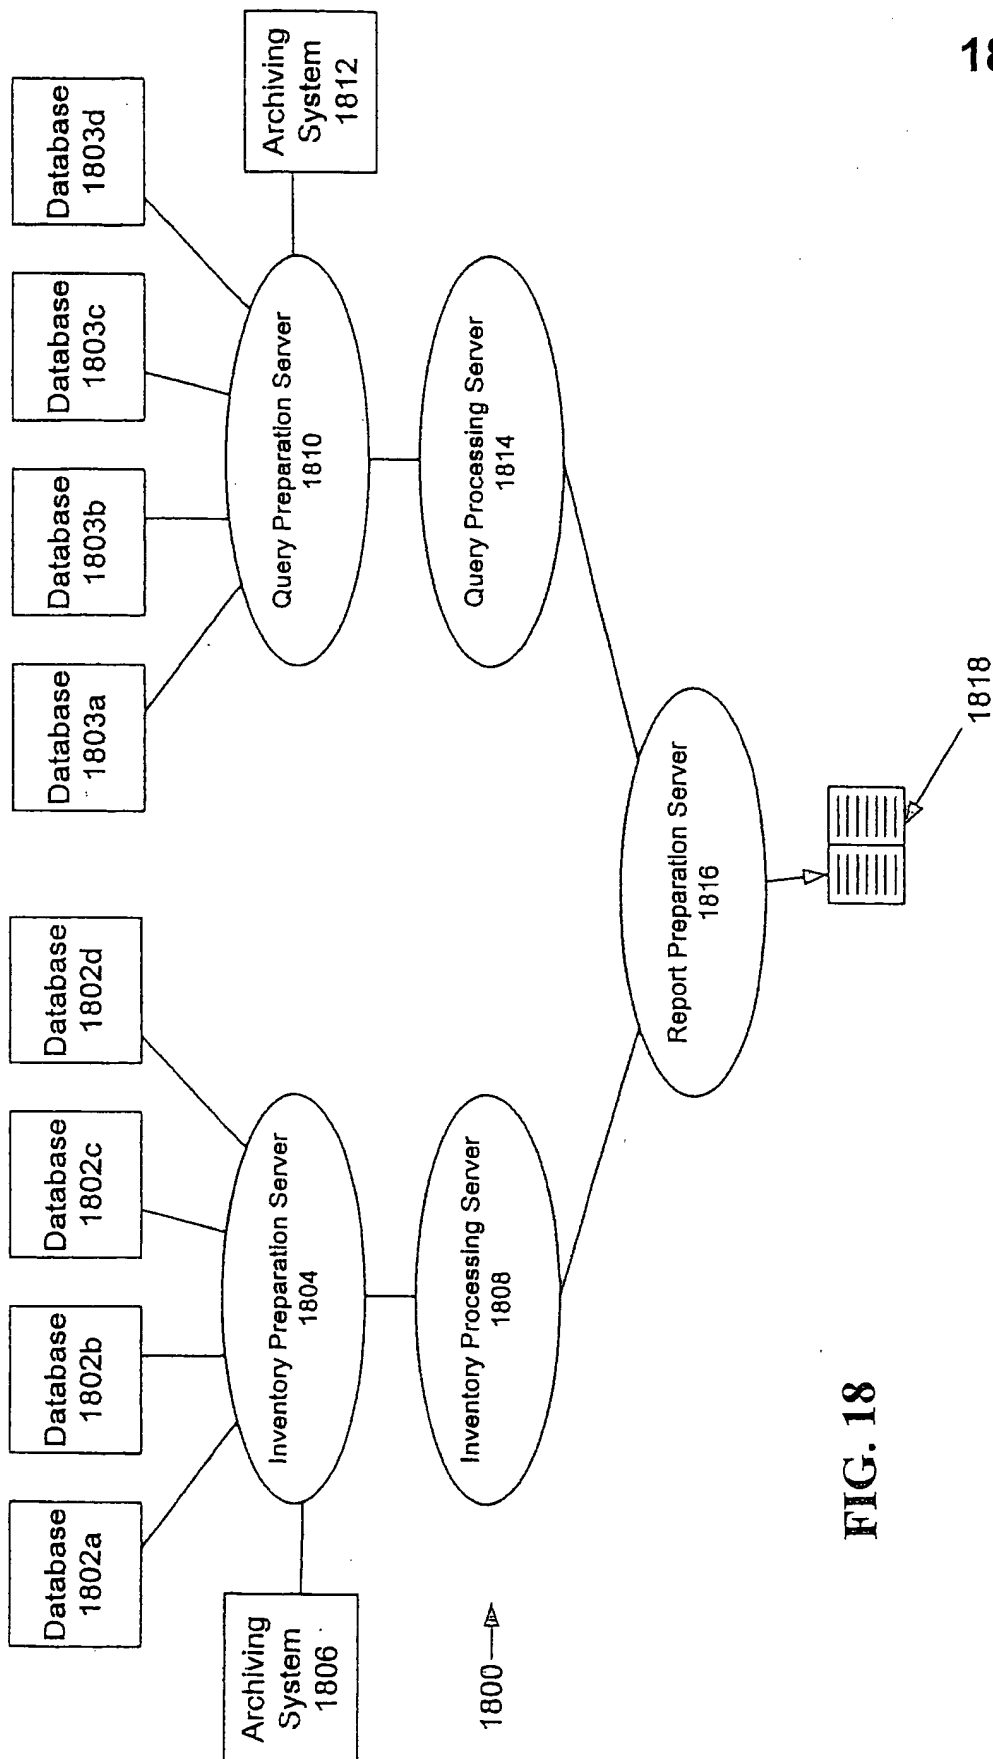 18
Database
1802a
Database
1802b
Database
1802c
Database
1802d
Database
1803a
Database
1803b
Database
1803c
Database
1803d
Archiving
System
1806
Inventory Preparation Server
1804
Query Preparation Server
1810
Archiving
System
1812
1800
Inventory Processing Server
1808
Query Processing Server
1814
Report Preparation Server
1816
1818
FIG. 18